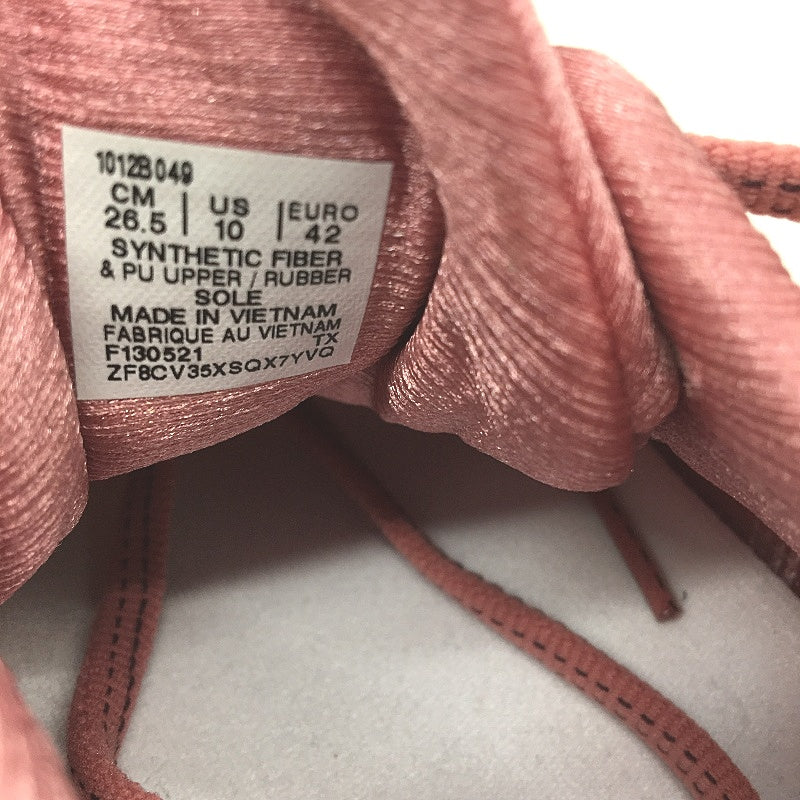 1012B049
CM | US | EURO
26.5 | 10 | 42
SYNTHETIC FIBER
& PU UPPER / RUBBER
SOLE
MADE IN VIETNAM
FABRIQUE AU VIETNAM
TX
F130521
ZF8CV35XSQX7YVQ